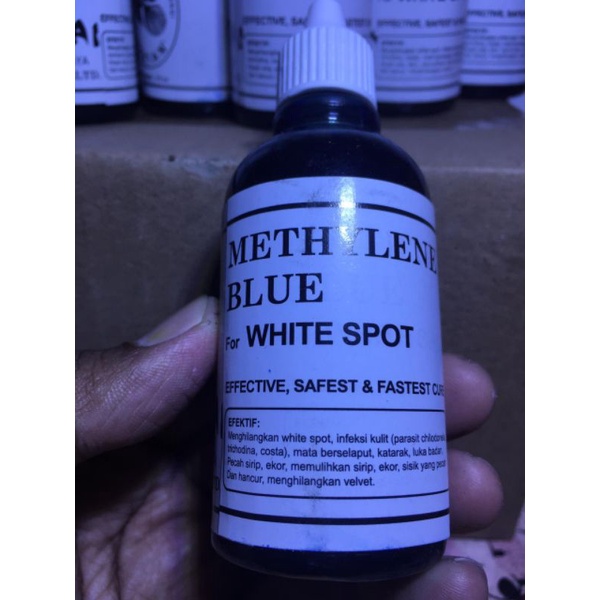 METHYLENE
BLUE
For WHITE SPOT
EFFECTIVE, SAFEST & FASTEST
EFEKTIF:
Menghilangkan white spot, infeksi kulit (parasit
trichodina, costa), mata berselaput, katarak, luka badan.
Pecah sirip, ekor, memulihkan sirip, ekor, sisik yang
Dan hancur, menghilangkan velvet.